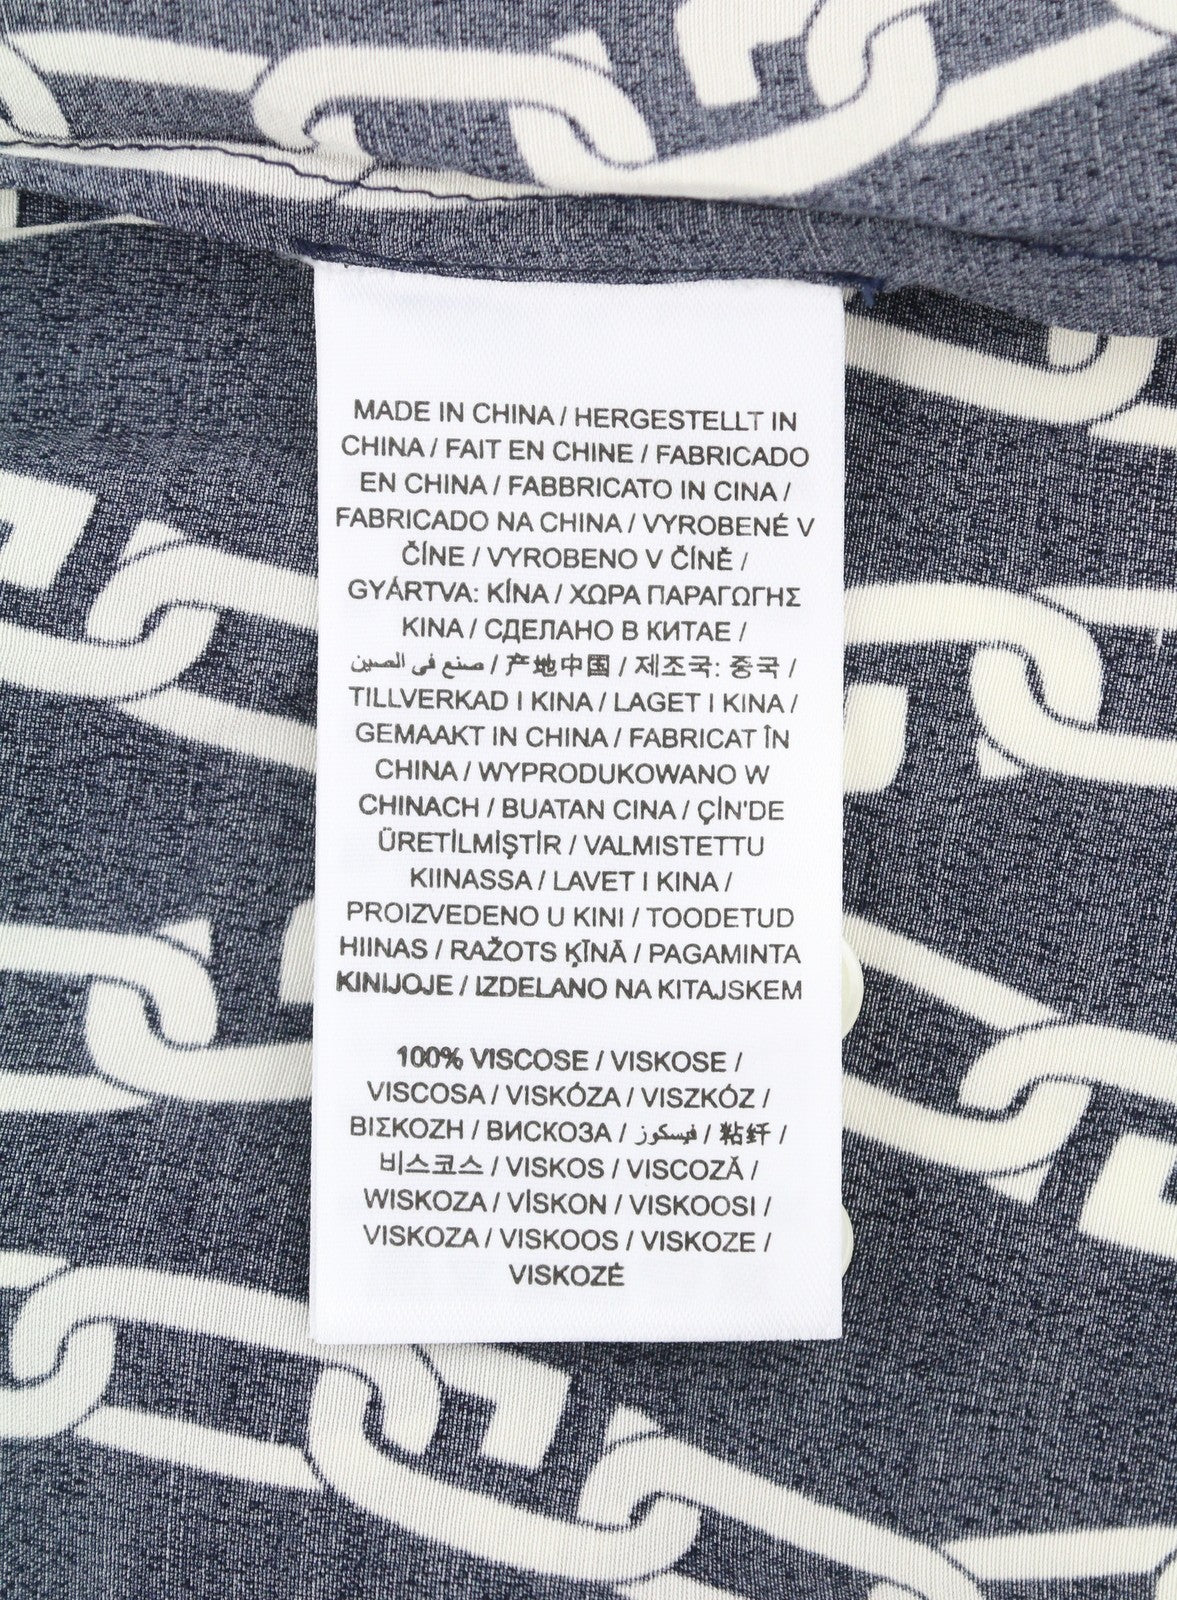 MADE IN CHINA / HERGESTELLT IN
CHINA / FAIT EN CHINE / FABRICADO
EN CHINA / FABBRICATO IN CINA /
FABRICADO NA CHINA / VYROBENÉ V
ČÍNE / VYROBENO V ČÍNĚ /
GYÁRTVA: KÍNA / ΧΩΡΑ ΠΑΡΑΓΩΓΗΣ
ΚΙΝΑ / СДЕЛАНО В КИТАЕ /
صنع في الصين / 产地中国 / 제조국: 중국 /
TILLVERKAD I KINA / LAGET I KINA /
GEMAAKT IN CHINA / FABRICAT ÎN
CHINA / WYPRODUKOWANO W
CHINACH / BUATAN CINA / ÇİN'DE
ÜRETİLMİŞTİR / VALMISTETTU
KIINASSA / LAVET I KINA /
PROIZVEDENO U KINI / TOODETUD
HIINAS / RAŽOTS ĶĪNĀ / PAGAMINTA
KINIJOJE / IZDELANO NA KITAJSKEM
100% VISCOSE / VISKOSE /
VISCOSA / VISKÓZA / VISZKÓZ /
ΒΙΣΚΟΖΗ / ВИСКОЗА / فيسكوز / 粘纤 /
비스코스 / VISKOS / VISCOZĂ /
WISKOZA / VİSKON / VISKOOSI /
VISKOZA / VISKOOS / VISKOZE /
VISKOZĖ